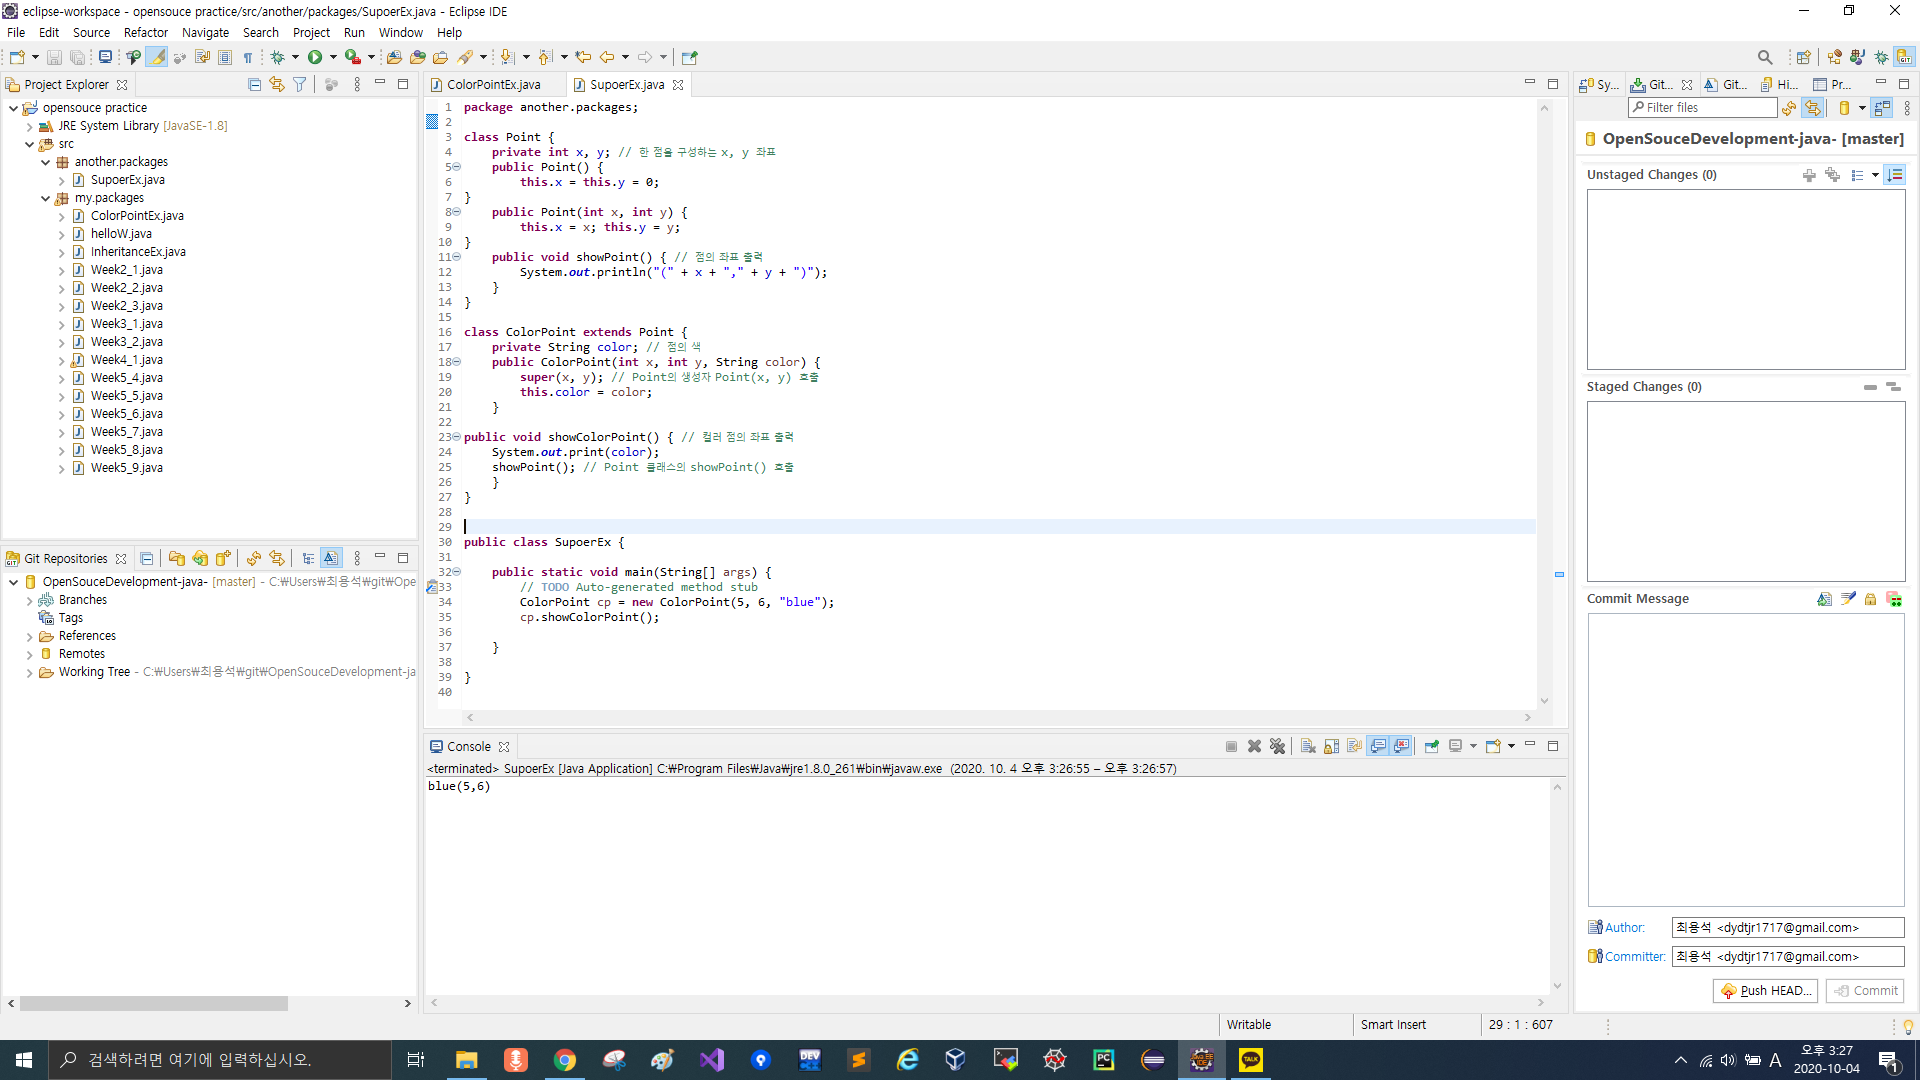 eclipse-workspace - opensouce practice/src/another/packages/SupoerEx.java - Eclipse IDE
File Edit Source Refactor Navigate Search Project Run Window Help
Project Explorer
opensouce practice
JRE System Library [JavaSE-1.8]
src
another.packages
SupoerEx.java
my.packages
ColorPointEx.java
helloW.java
InheritanceEx.java
Week2_1.java
Week2_2.java
Week2_3.java
Week3_1.java
Week3_2.java
Week4_1.java
Week5_4.java
Week5_5.java
Week5_6.java
Week5_7.java
Week5_8.java
Week5_9.java
Git Repositories
OpenSouceDevelopment-java- [master] - C:₩Users₩최용석₩git₩Ope
Branches
Tags
References
Remotes
Working Tree - C:₩Users₩최용석₩git₩OpenSouceDevelopment-ja
ColorPointEx.java SupoerEx.java
1 package another.packages;
2
3 class Point {
4 private int x, y; // 한 점을 구성하는 x, y 좌표
5 public Point() {
6 this.x = this.y = 0;
7 }
8 public Point(int x, int y) {
9 this.x = x; this.y = y;
10 }
11 public void showPoint() { // 점의 좌표 출력
12 System.out.println("(" + x + "," + y + ")");
13 }
14 }
15
16 class ColorPoint extends Point {
17 private String color; // 점의 색
18 public ColorPoint(int x, int y, String color) {
19 super(x, y); // Point의 생성자 Point(x, y) 호출
20 this.color = color;
21 }
22
23 public void showColorPoint() { // 컬러 점의 좌표 출력
24 System.out.print(color);
25 showPoint(); // Point 클래스의 showPoint() 호출
26 }
27 }
28
29
30 public class SupoerEx {
31
32 public static void main(String[] args) {
33 // TODO Auto-generated method stub
34 ColorPoint cp = new ColorPoint(5, 6, "blue");
35 cp.showColorPoint();
36
37 }
38
39 }
40
Console
<terminated> SupoerEx [Java Application] C:₩Program Files₩Java₩jre1.8.0_261₩bin₩javaw.exe (2020. 10. 4 오후 3:26:55 – 오후 3:26:57)
blue(5,6)
Sy... Git... Git... Hi... Pr...
Filter files
OpenSouceDevelopment-java- [master]
Unstaged Changes (0)
Staged Changes (0)
Commit Message
Author: 최용석 <dydtjr1717@gmail.com>
Committer: 최용석 <dydtjr1717@gmail.com>
Push HEAD... Commit
Writable Smart Insert 29 : 1 : 607
검색하려면 여기에 입력하십시오.
DEV
PC
TALK
A
오후 3:27
2020-10-04
1